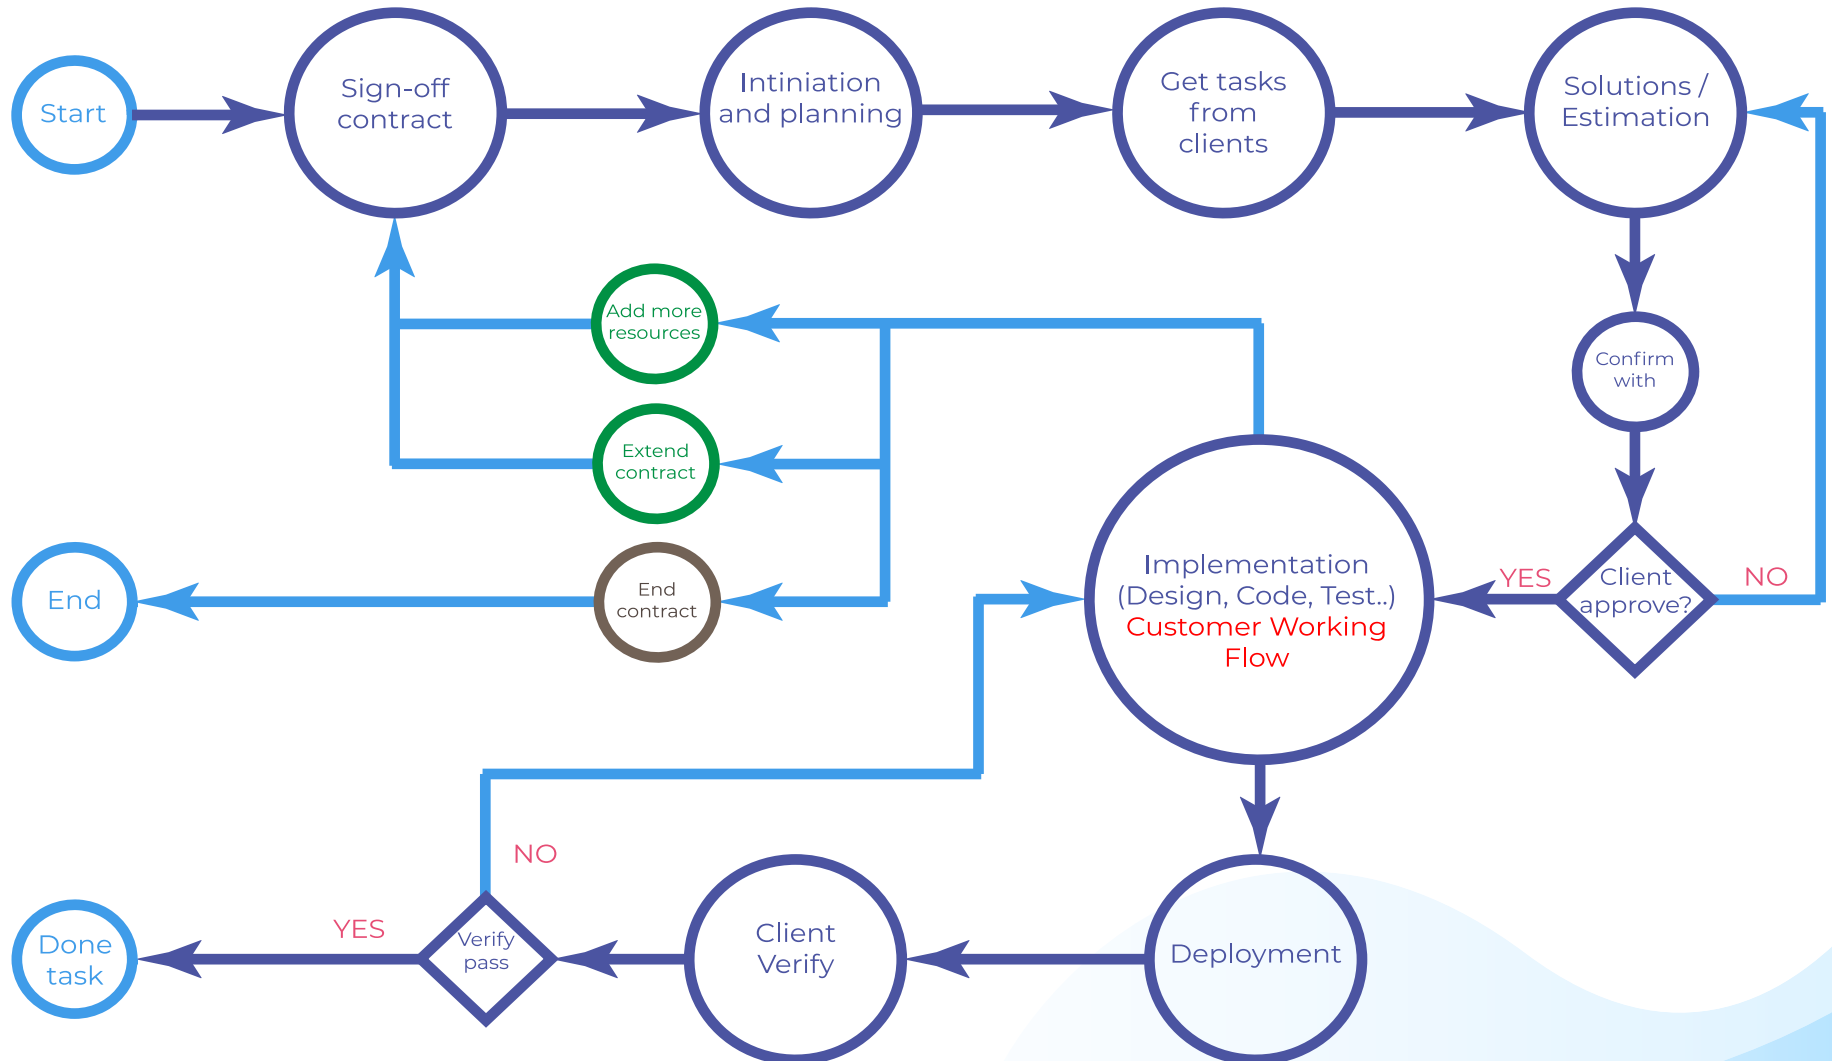 Start
Sign-off
contract
Intiniation
and planning
Get tasks
from
clients
Solutions /
Estimation
Add more
resources
Confirm
with
Extend
contract
End
End
contract
Implementation
(Design, Code, Test..)
Customer Working
Flow
YES
Client
approve?
NO
NO
YES
Done
task
Verify
pass
Client
Verify
Deployment